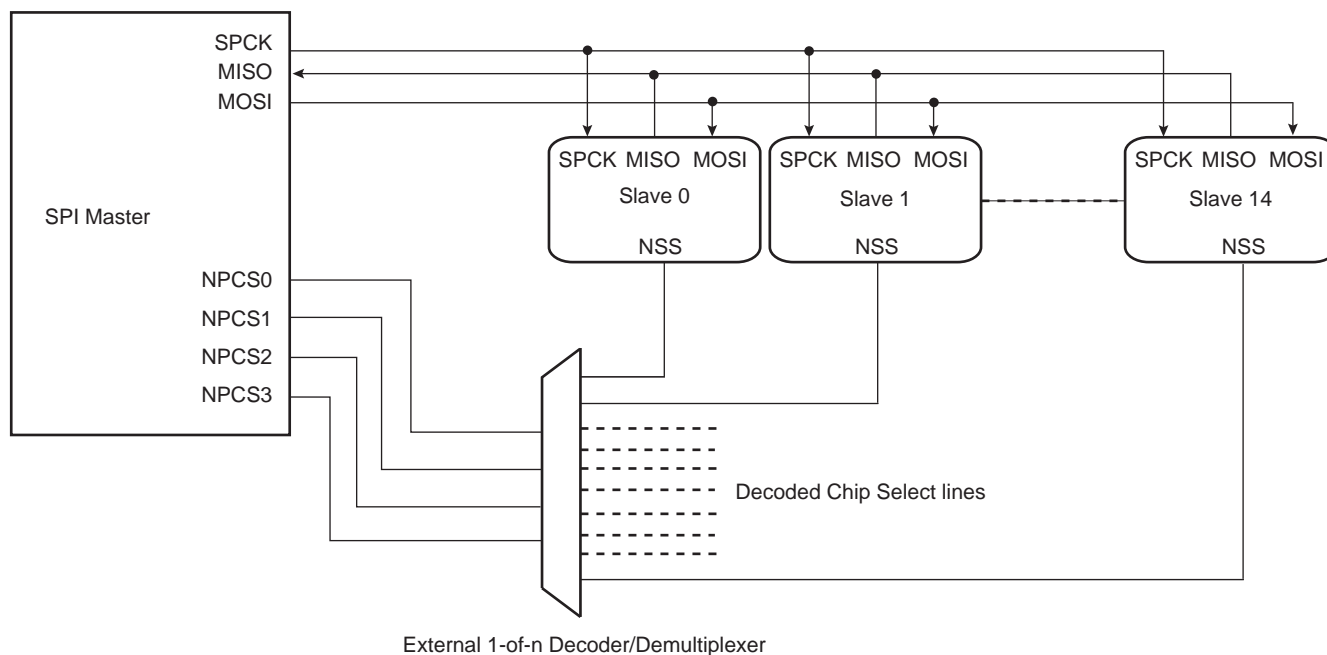 SPCK
MISO
MOSI
SPI Master
NPCS0
NPCS1
NPCS2
NPCS3
SPCK MISO MOSI
Slave 0
NSS
SPCK MISO MOSI
Slave 1
NSS
SPCK MISO MOSI
Slave 14
NSS
Decoded Chip Select lines
External 1-of-n Decoder/Demultiplexer